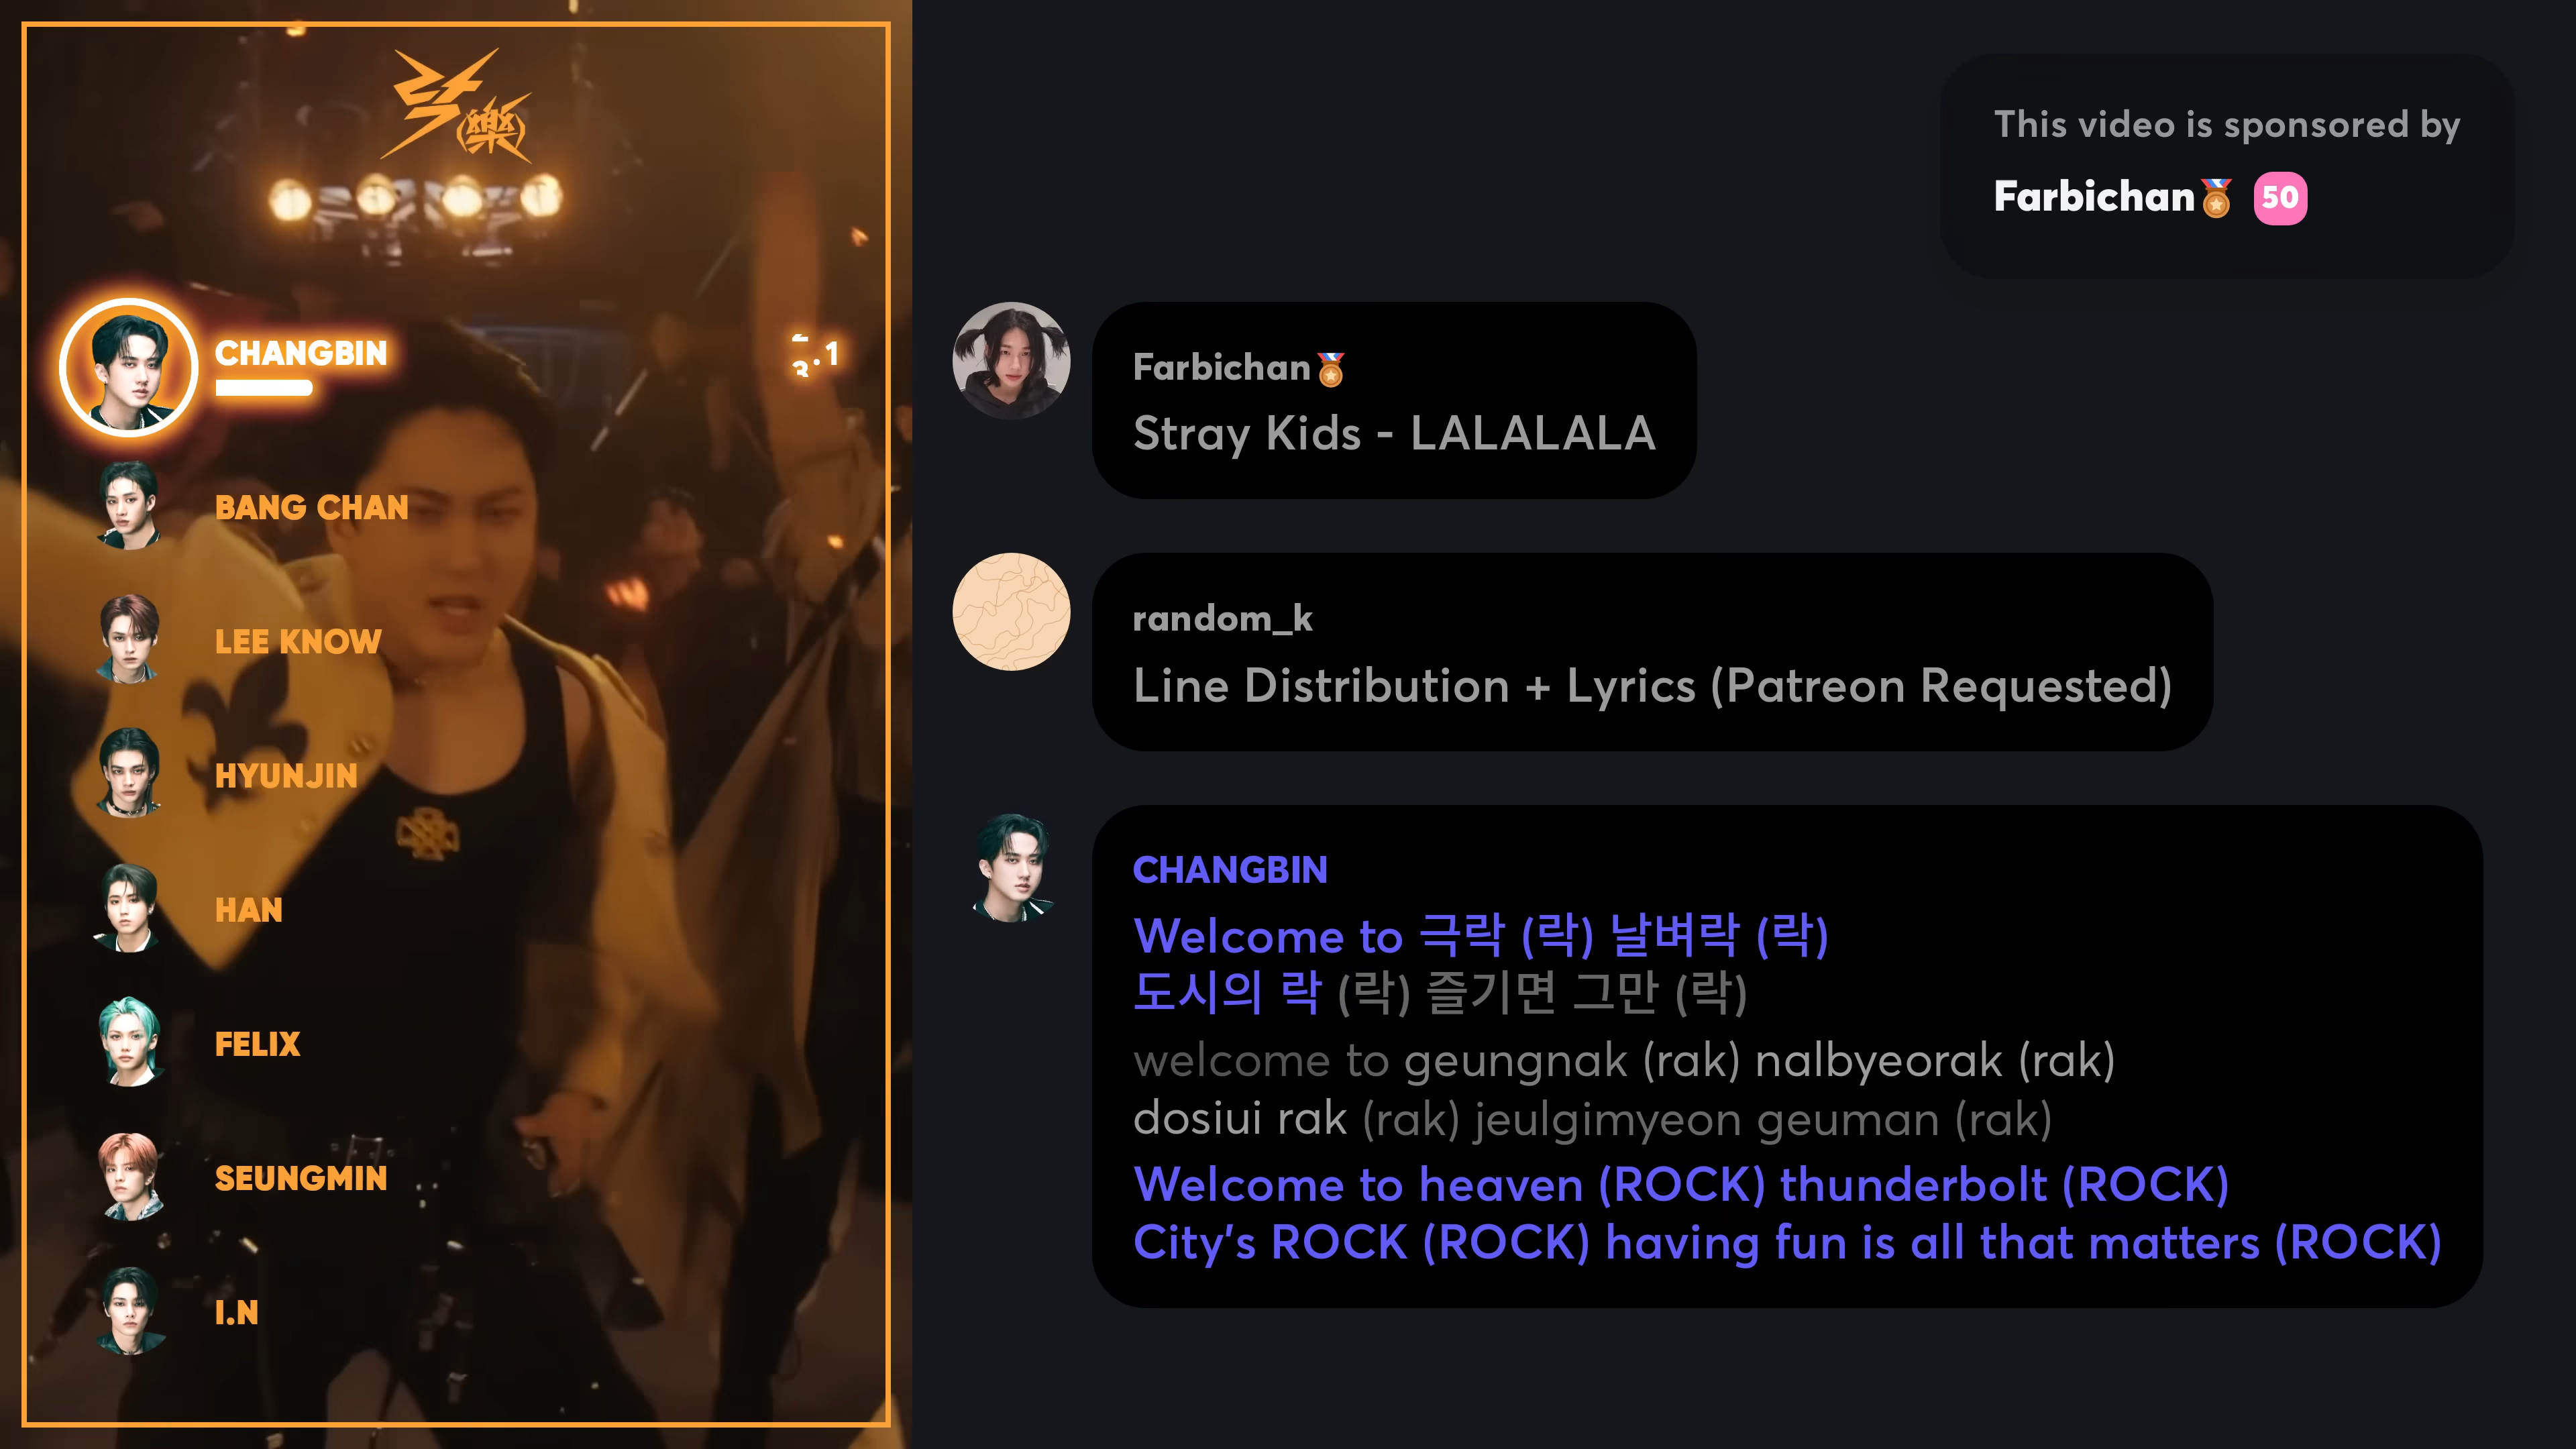 락
(樂)
CHANGBIN
.1
BANG CHAN
LEE KNOW
HYUNJIN
HAN
FELIX
SEUNGMIN
I.N
This video is sponsored by
Farbichan🏅 50
Farbichan🏅
Stray Kids - LALALALA
random_k
Line Distribution + Lyrics (Patreon Requested)
CHANGBIN
Welcome to 극락 (락) 날벼락 (락)
도시의 락 (락) 즐기면 그만 (락)
welcome to geungnak (rak) nalbyeorak (rak)
dosiui rak (rak) jeulgimyeon geuman (rak)
Welcome to heaven (ROCK) thunderbolt (ROCK)
City's ROCK (ROCK) having fun is all that matters (ROCK)